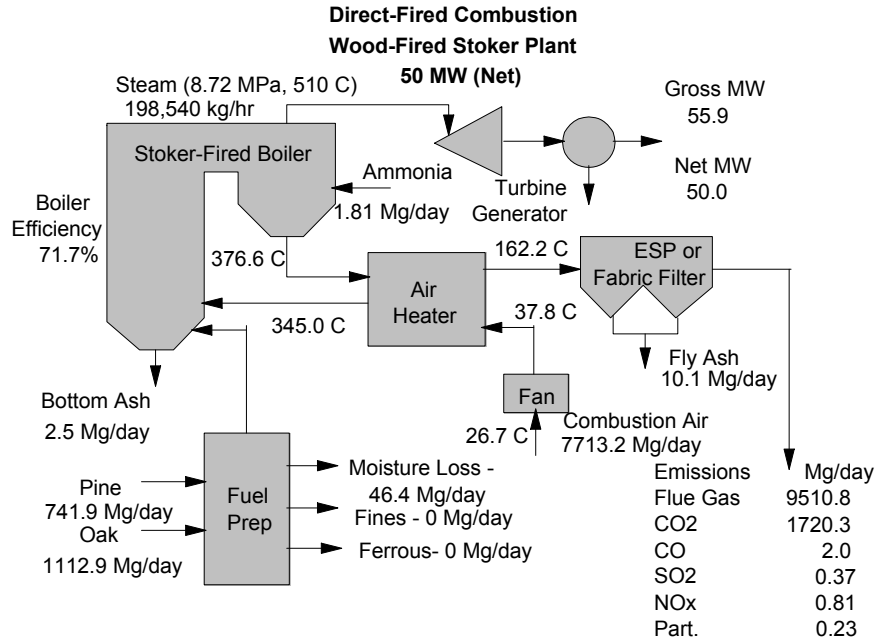 Direct-Fired Combustion
Wood-Fired Stoker Plant
50 MW (Net)
Steam (8.72 MPa, 510 C)
198,540 kg/hr
Gross MW
55.9
Stoker-Fired Boiler
Ammonia
1.81 Mg/day
Turbine
Generator
Net MW
50.0
Boiler
Efficiency
71.7%
376.6 C
162.2 C
ESP or
Fabric Filter
Air
Heater
345.0 C
37.8 C
Fly Ash
10.1 Mg/day
Bottom Ash
2.5 Mg/day
Fan
26.7 C
Combustion Air
7713.2 Mg/day
Pine
741.9 Mg/day
Oak
1112.9 Mg/day
Fuel
Prep
Moisture Loss -
46.4 Mg/day
Fines - 0 Mg/day
Ferrous- 0 Mg/day
Emissions Mg/day
Flue Gas 9510.8
CO2 1720.3
CO 2.0
SO2 0.37
NOx 0.81
Part. 0.23